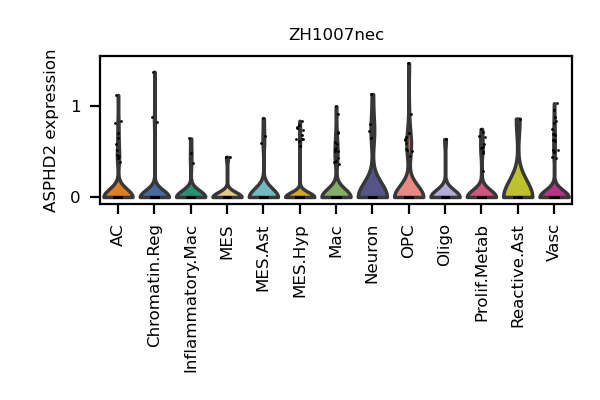 ZH1007nec
ASPHD2 expression
1
0
AC
Chromatin.Reg
Inflammatory.Mac
MES
MES.Ast
MES.Hyp
Mac
Neuron
OPC
Oligo
Prolif.Metab
Reactive.Ast
Vasc